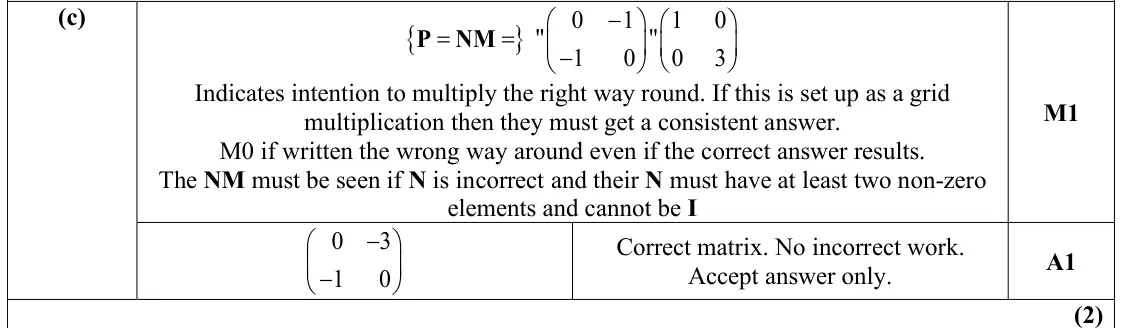 (c)
{P = NM =} "(0 −1
−1 0)"(1 0
0 3)
Indicates intention to multiply the right way round. If this is set up as a grid
multiplication then they must get a consistent answer.
M0 if written the wrong way around even if the correct answer results.
The NM must be seen if N is incorrect and their N must have at least two non-zero
elements and cannot be I
M1
(0 −3
−1 0)
Correct matrix. No incorrect work.
Accept answer only.
A1
(2)